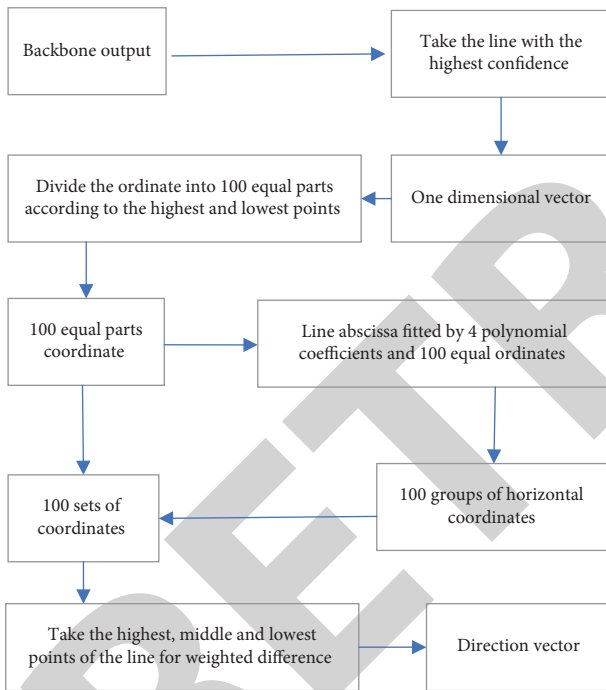 Backbone output
Take the line with the
highest confidence
Divide the ordinate into 100 equal parts
according to the highest and lowest points
One dimensional vector
100 equal parts
coordinate
Line abscissa fitted by 4 polynomial
coefficients and 100 equal ordinates
100 sets of
coordinates
100 groups of horizontal
coordinates
Take the highest, middle and lowest
points of the line for weighted difference
Direction vector
RETR